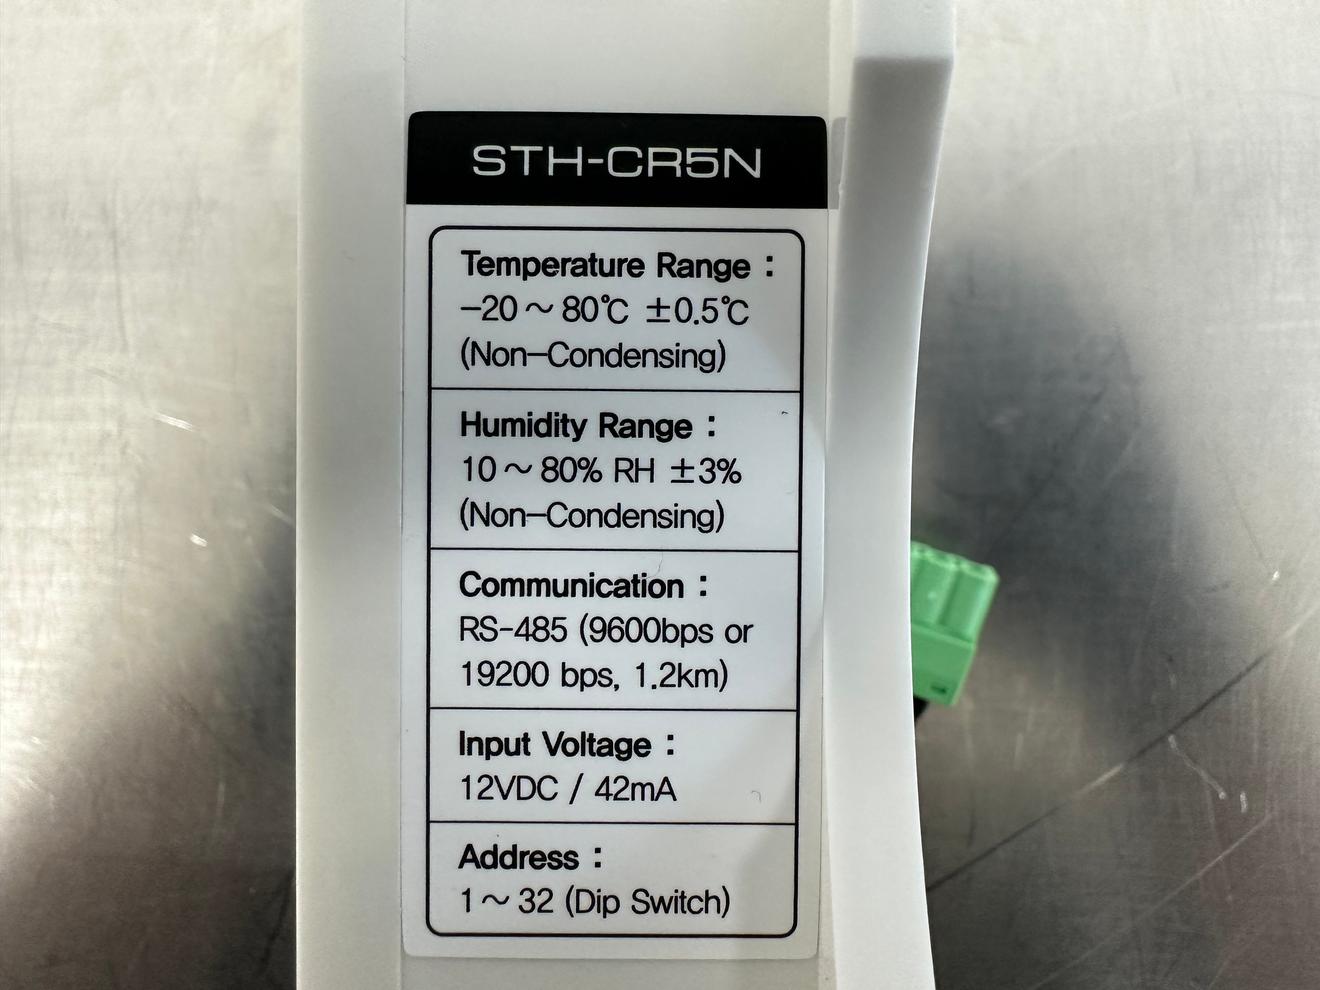 STH-CR5N
Temperature Range :
-20 ~ 80℃ ±0.5℃
(Non-Condensing)
Humidity Range :
10 ~ 80% RH ±3%
(Non-Condensing)
Communication :
RS-485 (9600bps or
19200 bps, 1.2km)
Input Voltage :
12VDC / 42mA
Address :
1 ~ 32 (Dip Switch)